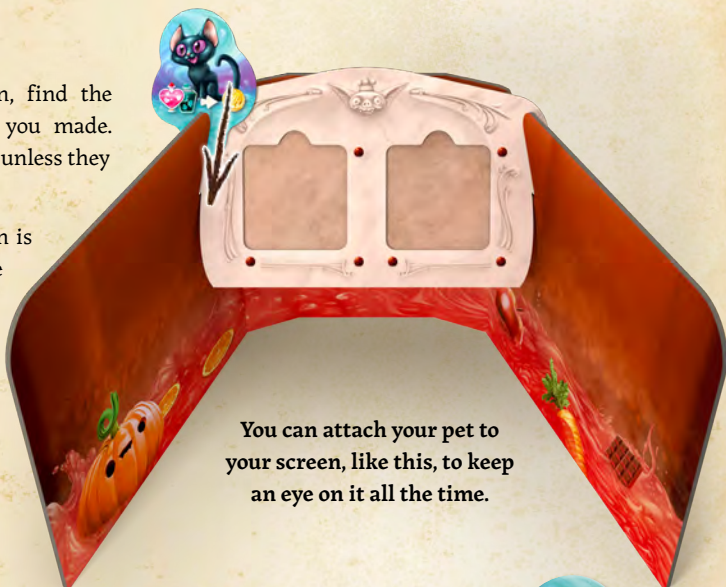 n, find the
you made.
unless they
n is
e
You can attach your pet to
your screen, like this, to keep
an eye on it all the time.